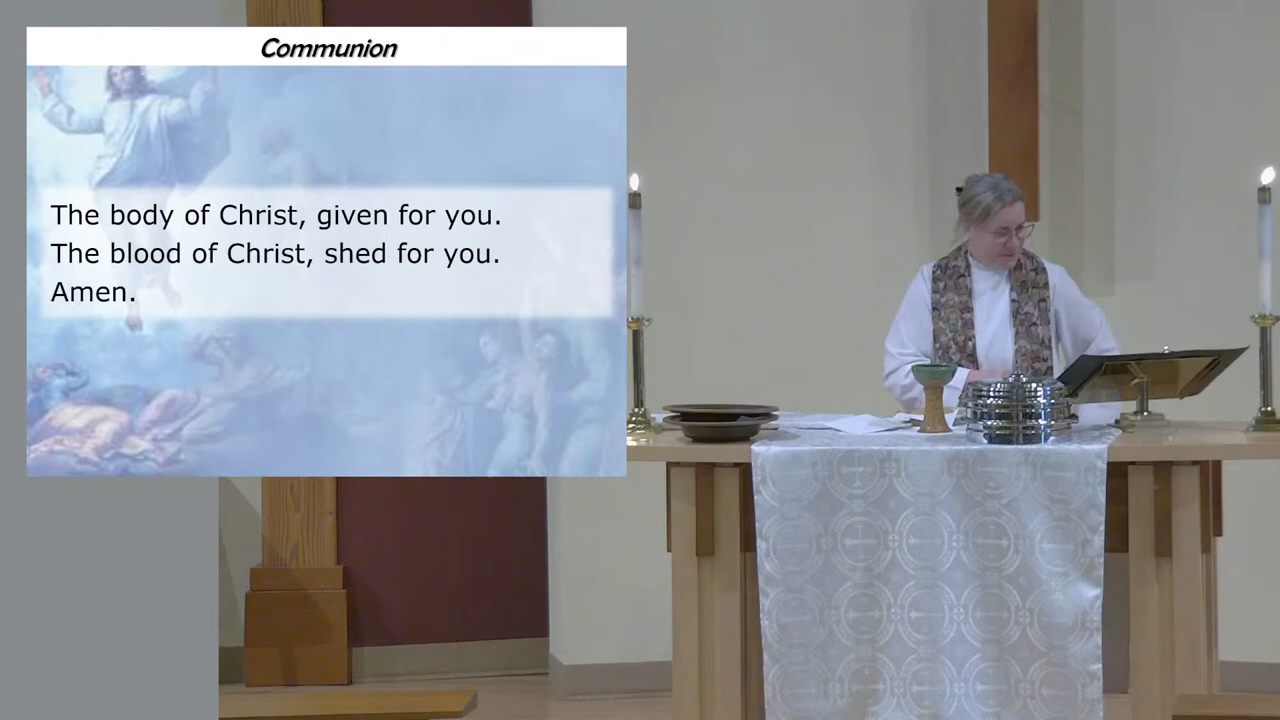 Communion
The body of Christ, given for you.
The blood of Christ, shed for you.
Amen.